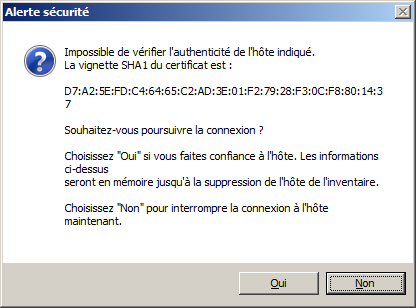 Alerte sécurité
Impossible de vérifier l'authenticité de l'hôte indiqué.
La vignette SHA1 du certificat est :
D7:A2:5E:FD:C4:64:65:C2:AD:3E:01:F2:79:28:F3:0C:F8:80:14:3
7
Souhaitez-vous poursuivre la connexion ?
Choisissez "Oui" si vous faites confiance à l'hôte. Les informations
ci-dessus
seront en mémoire jusqu'à la suppression de l'hôte de l'inventaire.
Choisissez "Non" pour interrompre la connexion à l'hôte
maintenant.
Oui
Non